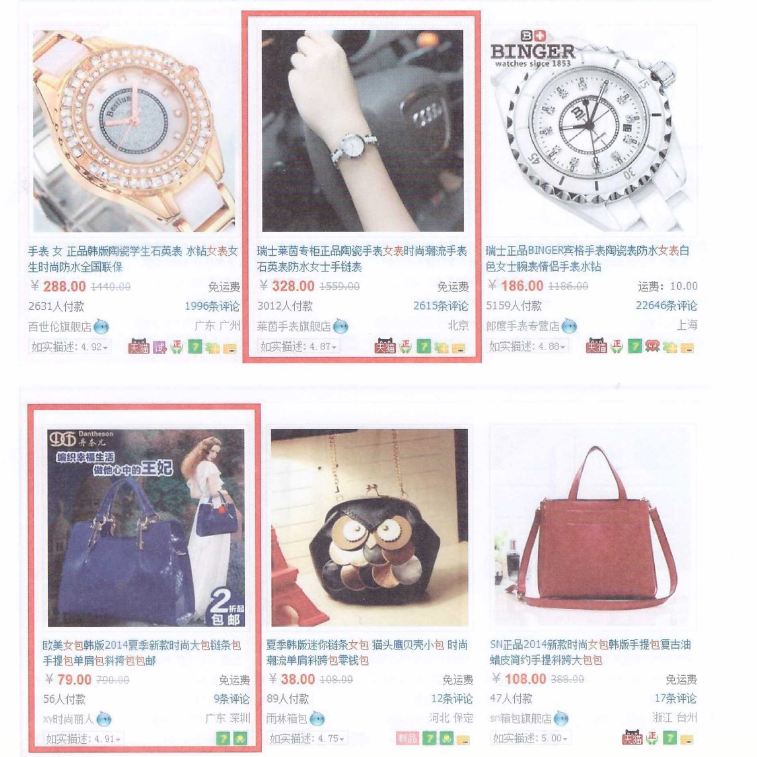 BINGER
watches since 1853
手表 女 正品韩版陶瓷学生石英表 水钻女表女
生时尚防水全国联保
￥288.00 1440.00 免运费
2631人付款 1996条评论
百世伦旗舰店 广东 广州
如实描述: 4.92
瑞士莱茵专柜正品陶瓷手表女表时尚潮流手表
石英表防水女士手链表
￥328.00 1559.00 免运费
3012人付款 2615条评论
莱茵手表旗舰店 北京
如实描述: 4.87
瑞士正品BINGER宾格手表陶瓷表防水女表白
色女士腕表情侣手表水钻
￥186.00 1186.00 运费: 10.00
5159人付款 22646条评论
郎度手表专营店 上海
如实描述: 4.88
Dantheson
丹泰儿
编织幸福生活
做他心中的王妃
2折起
包邮
欧美女包韩版2014夏季新款时尚大包链条包
手提包单肩包斜挎包包邮
￥79.00 790.00 免运费
56人付款 9条评论
xv时尚丽人 广东 深圳
如实描述: 4.91
夏季韩版迷你链条女包 猫头鹰贝壳小包 时尚
潮流单肩斜跨包零钱包
￥38.00 108.00 免运费
89人付款 12条评论
雨林箱包 河北 保定
如实描述: 4.75
SN正品2014新款时尚女包韩版手提包复古油
蜡皮简约手提斜跨大包包
￥108.00 388.00 免运费
47人付款 17条评论
sn箱包旗舰店 浙江 台州
如实描述: 5.00